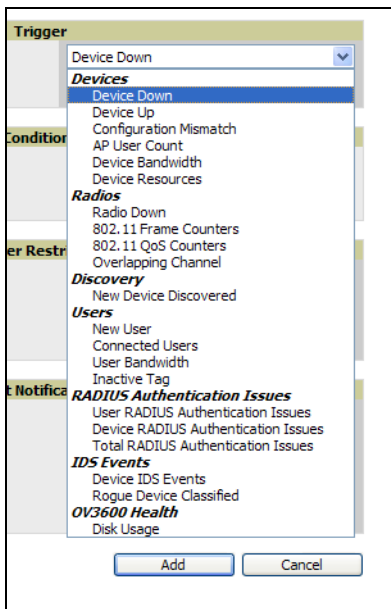 Trigger
Device Down
Devices
Device Down
Device Up
Configuration Mismatch
AP User Count
Device Bandwidth
Device Resources
Radios
Radio Down
802.11 Frame Counters
802.11 QoS Counters
Overlapping Channel
Discovery
New Device Discovered
Users
New User
Connected Users
User Bandwidth
Inactive Tag
RADIUS Authentication Issues
User RADIUS Authentication Issues
Device RADIUS Authentication Issues
Total RADIUS Authentication Issues
IDS Events
Device IDS Events
Rogue Device Classified
OV3600 Health
Disk Usage
Condition
er Restr
t Notifica
Add Cancel